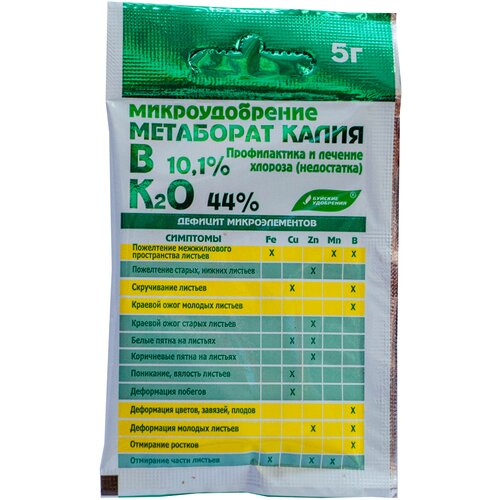 5г
МИКРОУДОБРЕНИЕ
МЕТАБОРАТ КАЛИЯ
B 10,1% Профилактика и лечение
хлороза (недостатка)
K2O 44%
БУЙСКИЕ
УДОБРЕНИЯ ®
ДЕФИЦИТ МИКРОЭЛЕМЕНТОВ
СИМПТОМЫ Fe Cu Zn Mn B
Пожелтение межжилкового
пространства листьев X X X
Пожелтение старых, нижних листьев X
Скручивание листьев X X
Краевой ожог молодых листьев X
Краевой ожог старых листьев X
Белые пятна на листьях X X
Коричневые пятна на листьях X
Поникание, вялость листьев X
Деформация побегов X
Деформация цветов, завязей, плодов X
Деформация молодых листьев X X
Отмирание ростков X
Отмирание части листьев X X X